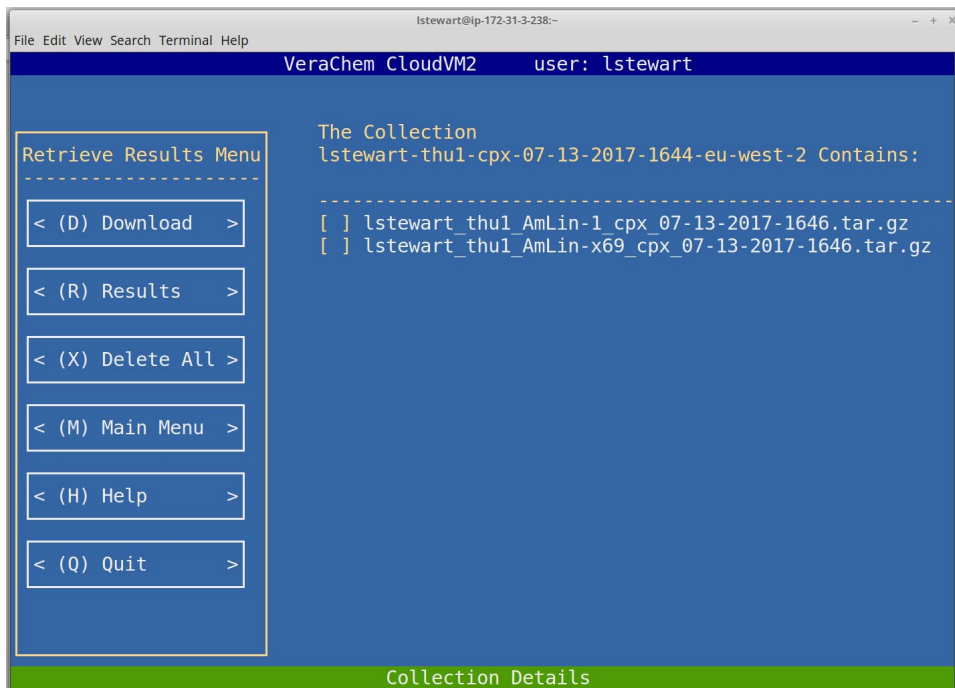 lstewart@ip-172-31-3-238:~
File Edit View Search Terminal Help
VeraChem CloudVM2 user: lstewart
Retrieve Results Menu
---------------------
< (D) Download >
< (R) Results >
< (X) Delete All >
< (M) Main Menu >
< (H) Help >
< (Q) Quit >
The Collection
lstewart-thu1-cpx-07-13-2017-1644-eu-west-2 Contains:
--------------------------------------------------------
[ ] lstewart_thu1_AmLin-1_cpx_07-13-2017-1646.tar.gz
[ ] lstewart_thu1_AmLin-x69_cpx_07-13-2017-1646.tar.gz
Collection Details